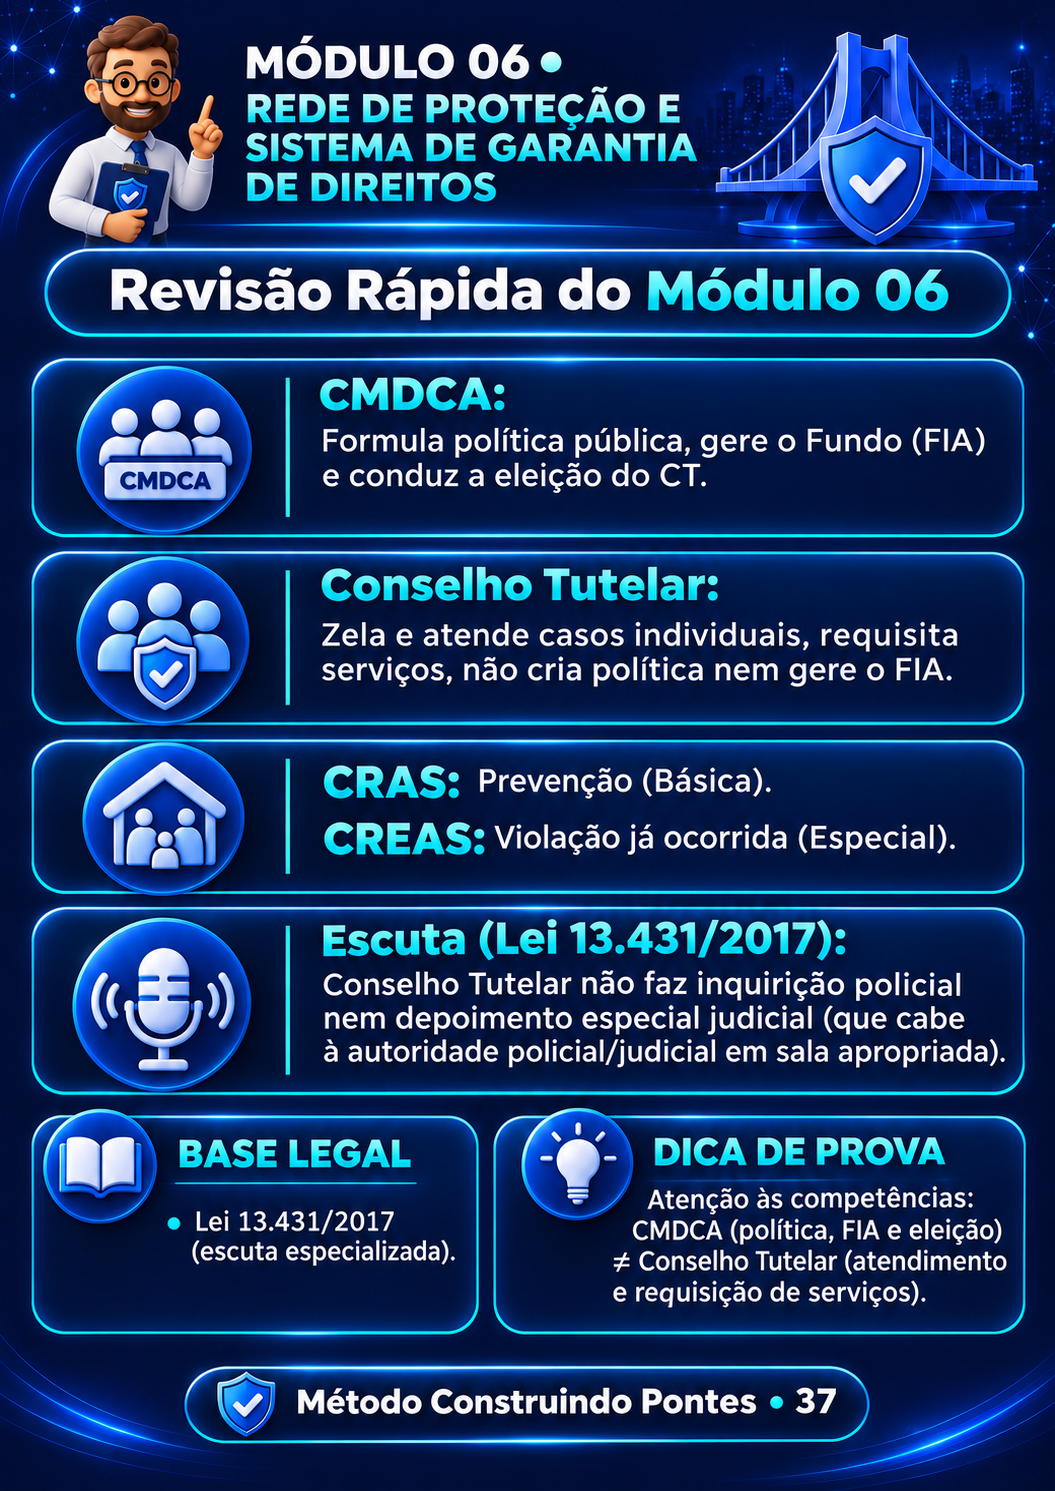 MÓDULO 06 •
REDE DE PROTEÇÃO E
SISTEMA DE GARANTIA
DE DIREITOS
Revisão Rápida do Módulo 06
CMDCA
CMDCA:
Formula política pública, gere o Fundo (FIA)
e conduz a eleição do CT.
Conselho Tutelar:
Zela e atende casos individuais, requisita
serviços, não cria política nem gere o FIA.
CRAS: Prevenção (Básica).
CREAS: Violação já ocorrida (Especial).
Escuta (Lei 13.431/2017):
Conselho Tutelar não faz inquirição policial
nem depoimento especial judicial (que cabe
à autoridade policial/judicial em sala apropriada).
BASE LEGAL
• Lei 13.431/2017
(escuta especializada).
DICA DE PROVA
Atenção às competências:
CMDCA (política, FIA e eleição)
≠ Conselho Tutelar (atendimento
e requisição de serviços).
Método Construindo Pontes • 37